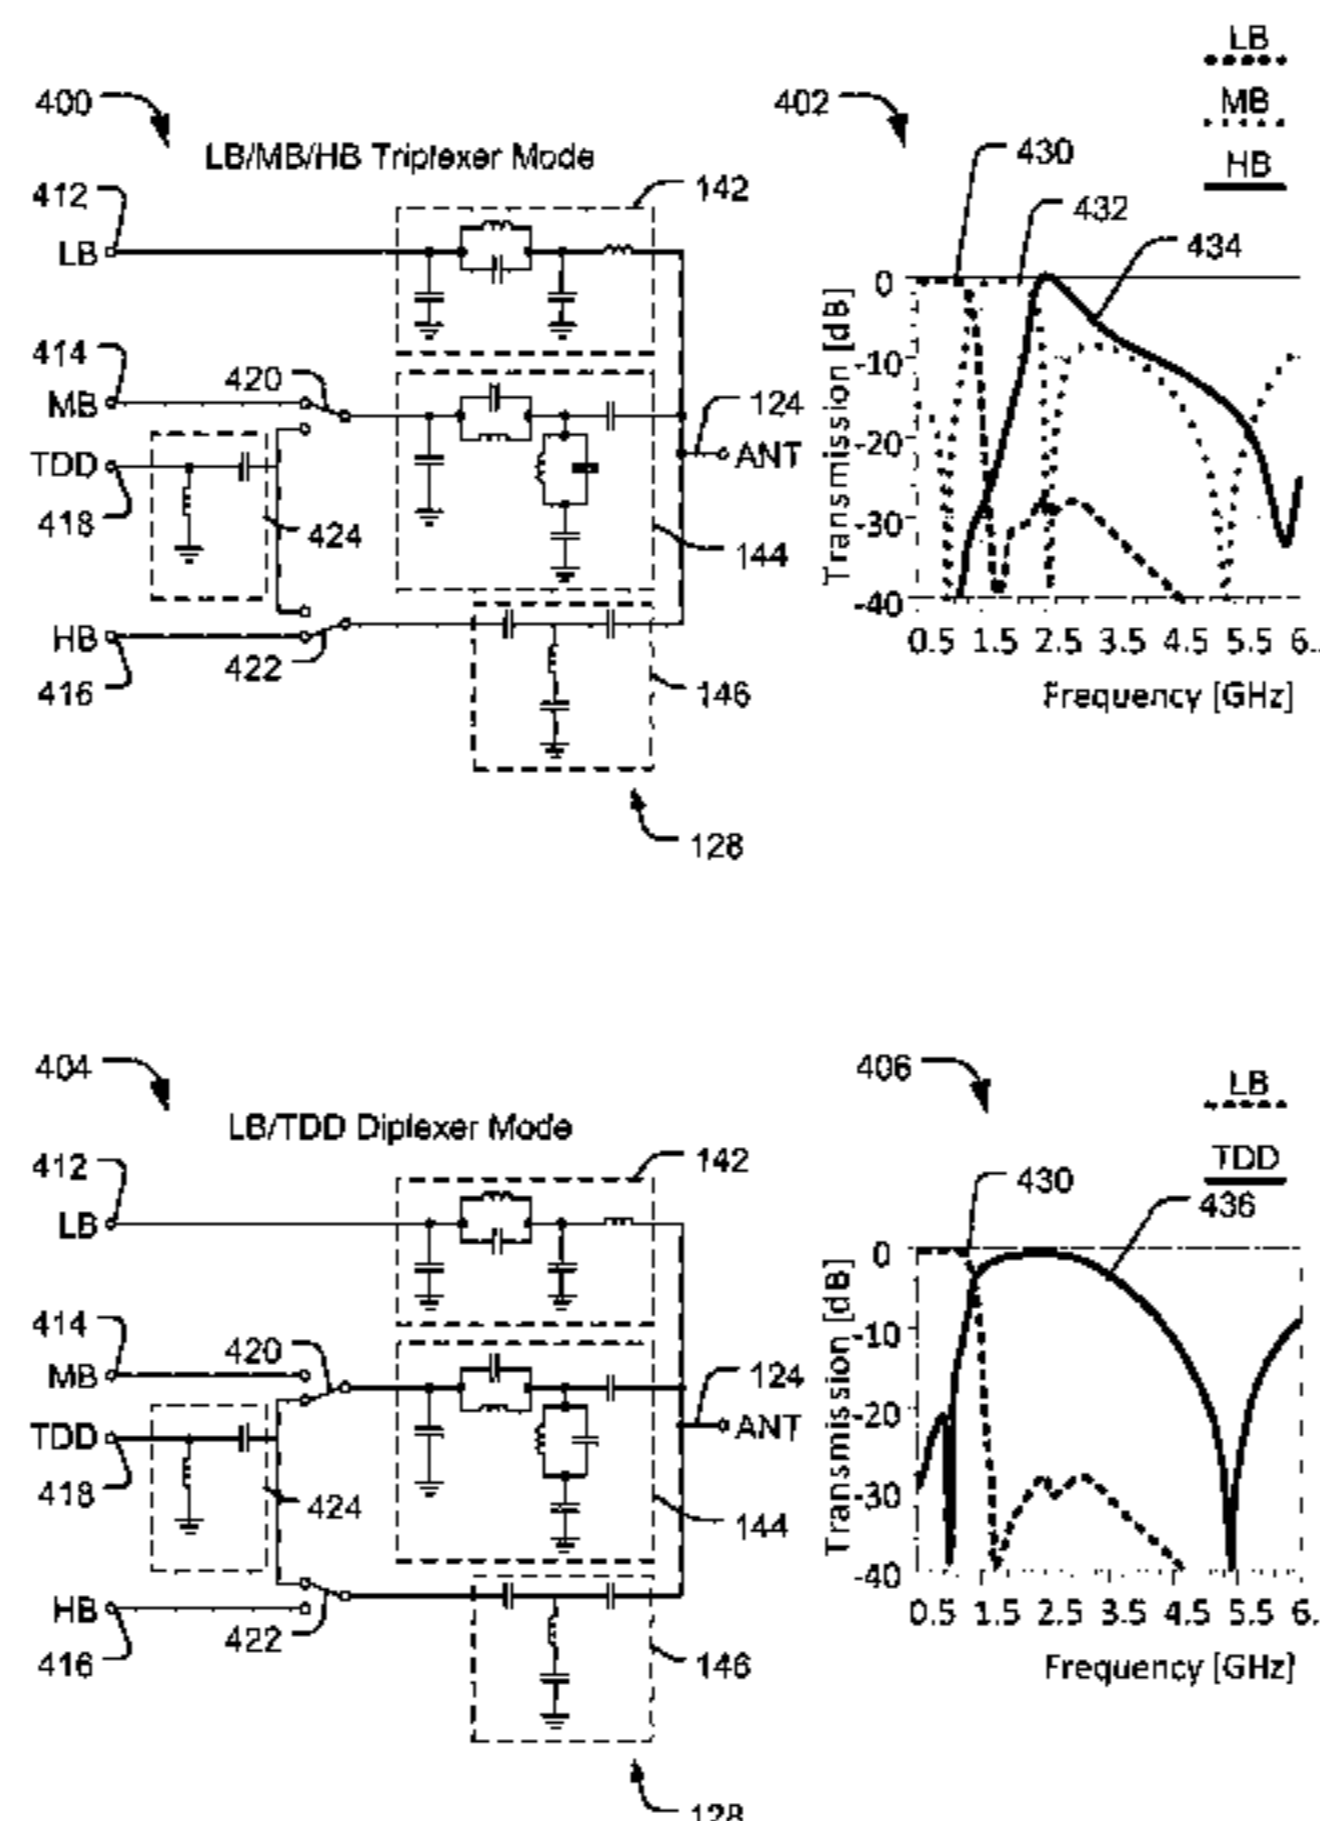 400
LB/MB/HB Triplexer Mode
412
LB
142
414
MB
420
TDD
418
424
124
ANT
144
HB
416
422
146
128
402
LB
MB
HB
430
432
434
Transmission [dB]
0
-10
-20
-30
-40
0.5 1.5 2.5 3.5 4.5 5.5 6.
Frequency [GHz]
404
LB/TDD Diplexer Mode
412
LB
142
414
MB
420
TDD
418
424
124
ANT
144
HB
416
422
146
128
406
LB
TDD
430
436
Transmission [dB]
0
-10
-20
-30
-40
0.5 1.5 2.5 3.5 4.5 5.5 6.
Frequency [GHz]